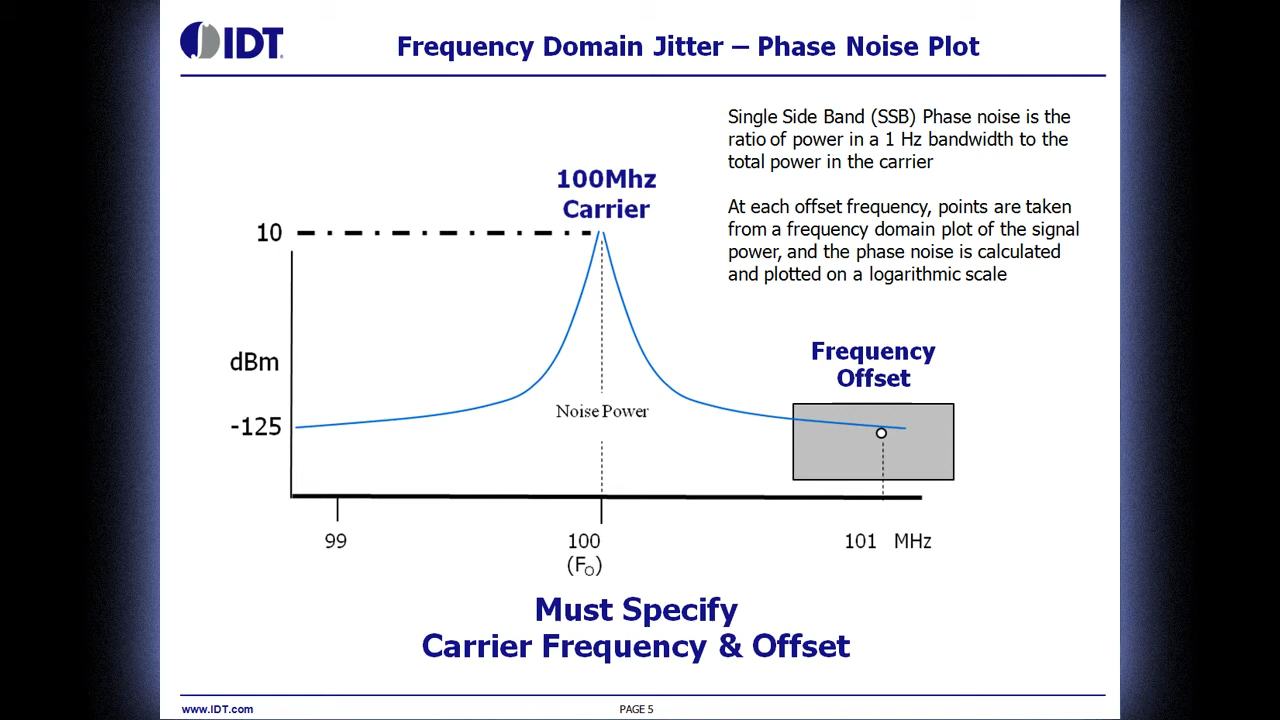 IDT
Frequency Domain Jitter – Phase Noise Plot
Single Side Band (SSB) Phase noise is the
ratio of power in a 1 Hz bandwidth to the
total power in the carrier
At each offset frequency, points are taken
from a frequency domain plot of the signal
power, and the phase noise is calculated
and plotted on a logarithmic scale
100Mhz
Carrier
10
dBm
-125
Noise Power
Frequency
Offset
99
100
(FO)
101 MHz
Must Specify
Carrier Frequency & Offset
www.IDT.com
PAGE 5